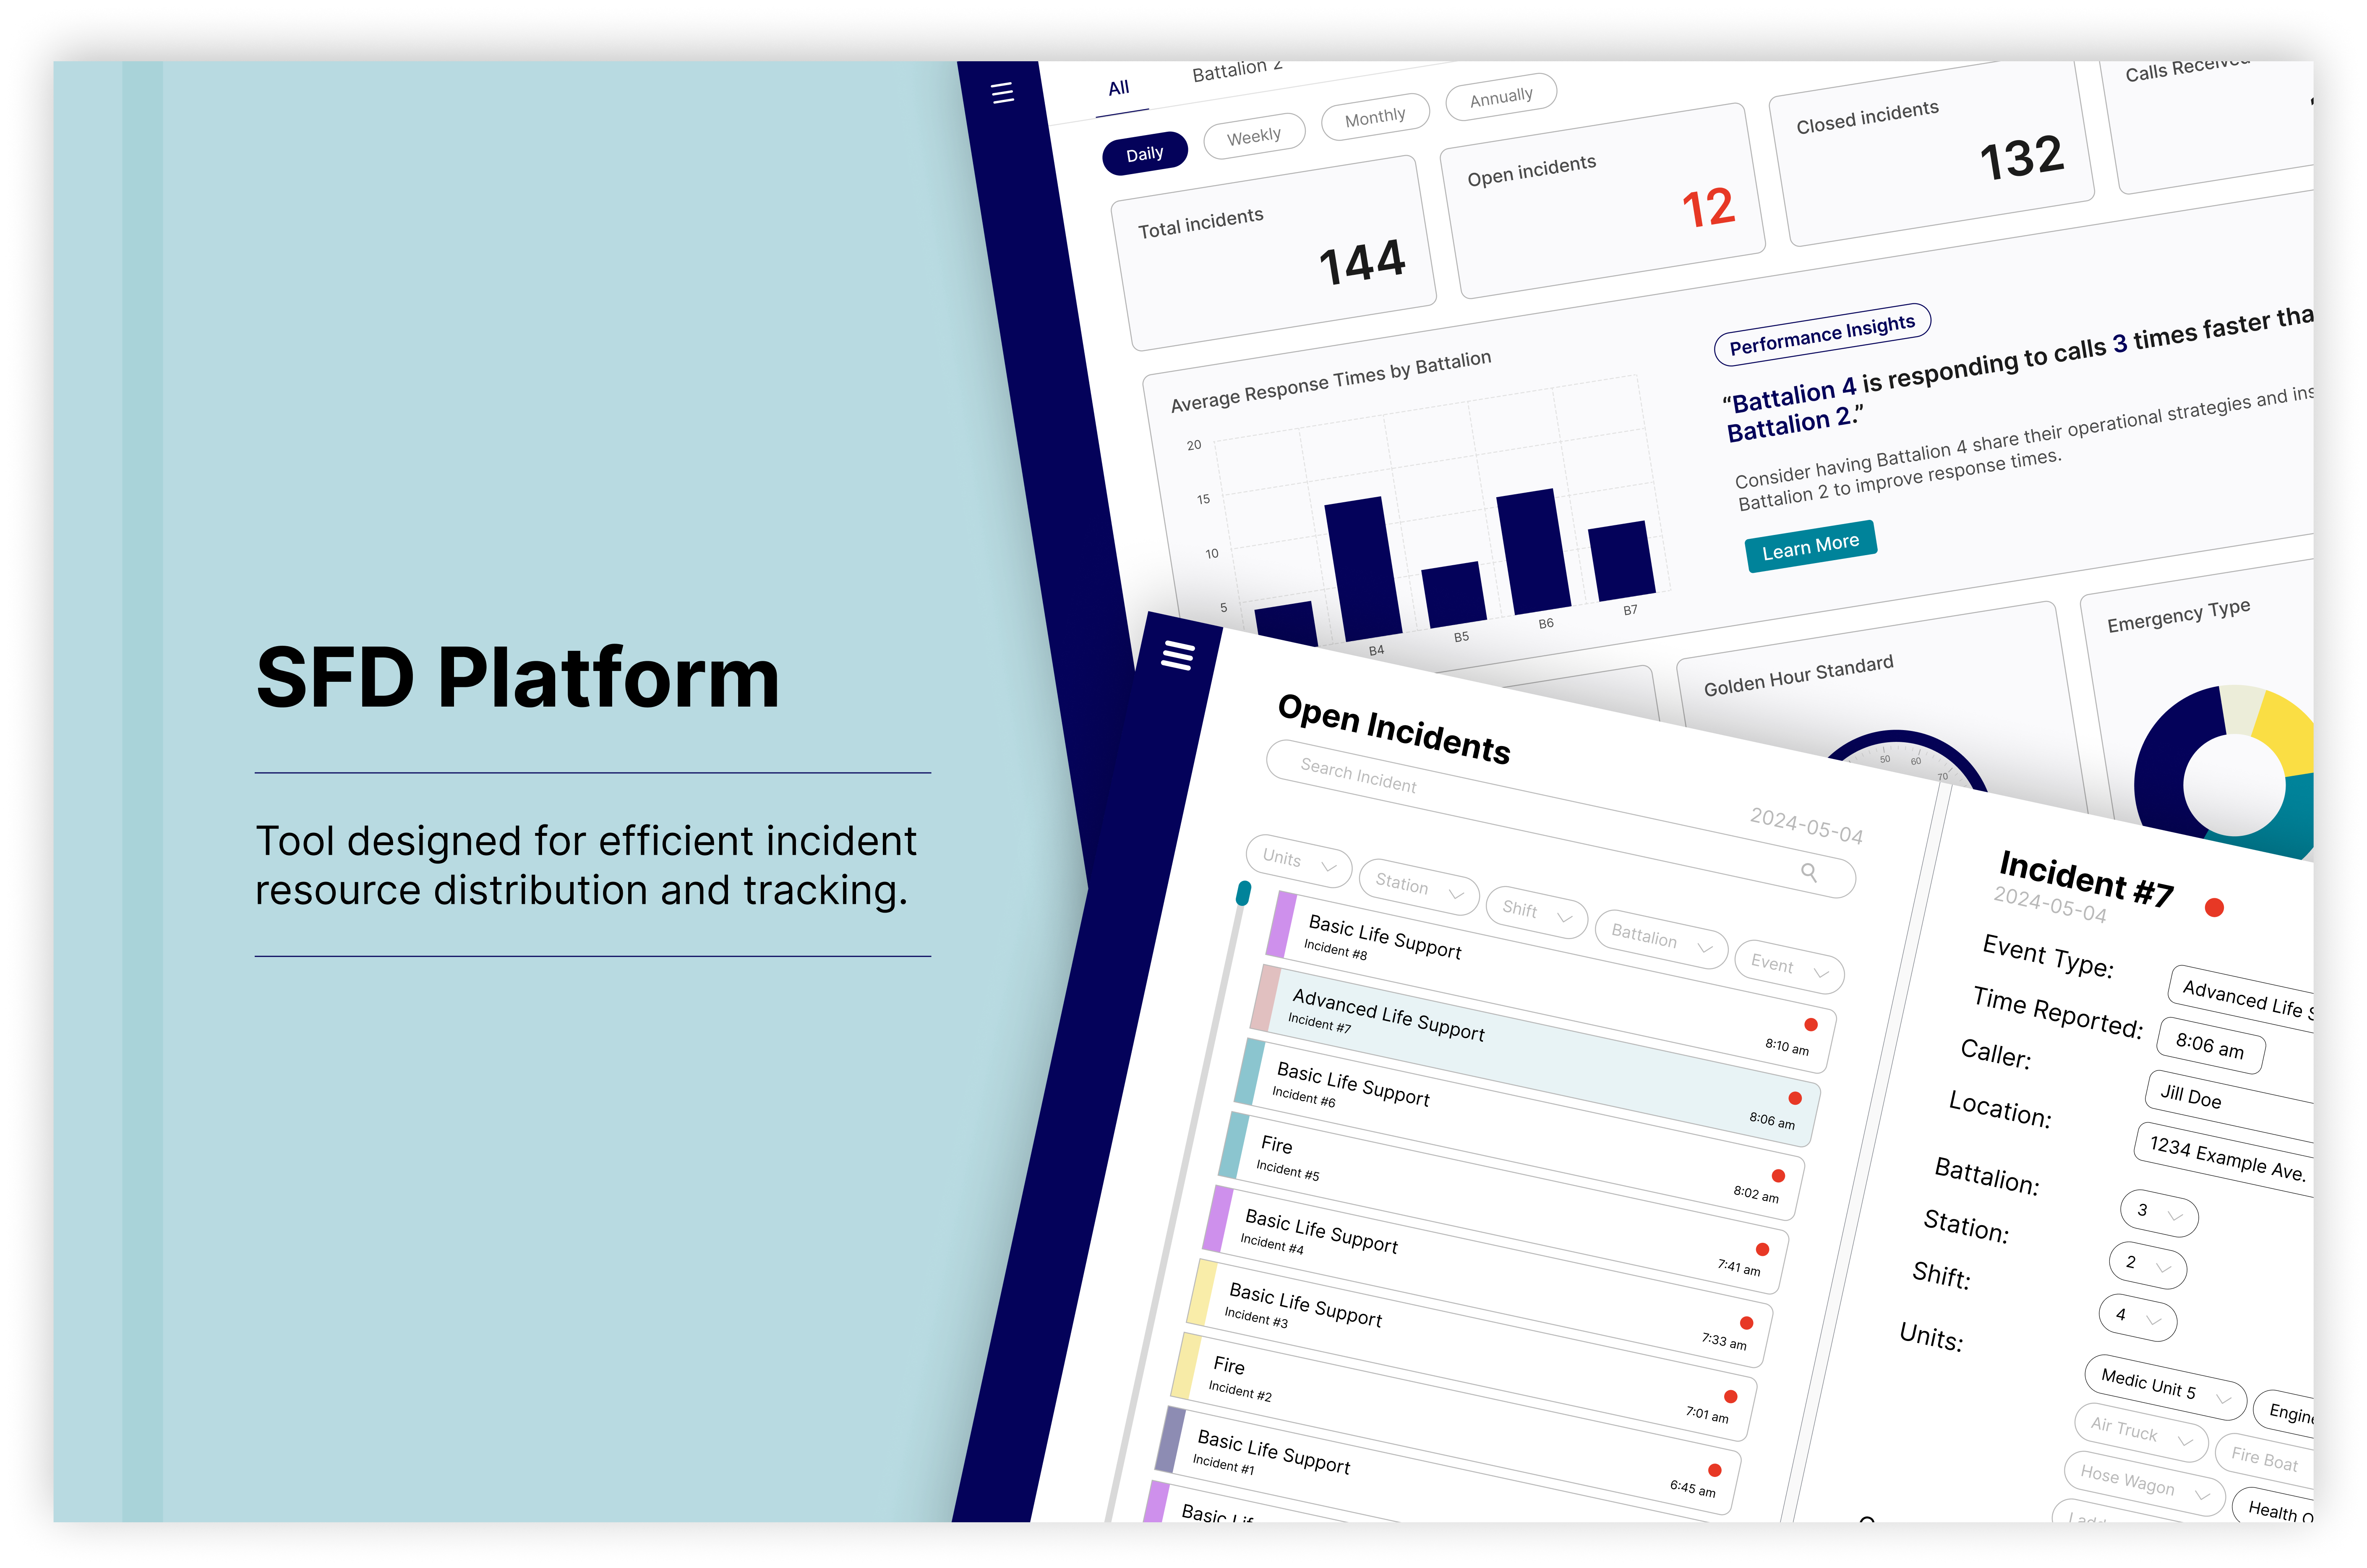 SFD Platform
Tool designed for efficient incident
resource distribution and tracking.
All
Battalion 2
Daily
Weekly
Monthly
Annually
Total incidents
144
Open incidents
12
Closed incidents
132
Calls Received
Average Response Times by Battalion
20
15
10
5
B4
B5
B6
B7
Performance Insights
“Battalion 4 is responding to calls 3 times faster
Battalion 2.”
Consider having Battalion 4 share their operational strategies and
Battalion 2 to improve response times.
Learn More
Golden Hour Standard
50
60
70
Emergency Type
Open Incidents
2024-05-04
Search Incident
Units
Station
Shift
Battalion
Event
Basic Life Support
Incident #8
8:10 am
Advanced Life Support
Incident #7
8:06 am
Basic Life Support
Incident #6
8:02 am
Fire
Incident #5
7:41 am
Basic Life Support
Incident #4
7:33 am
Basic Life Support
Incident #3
7:01 am
Fire
Incident #2
6:45 am
Basic Life Support
Incident #1
Basic
Incident #7
2024-05-04
Event Type:
Advanced Life
Time Reported:
8:06 am
Caller:
Jill Doe
Location:
1234 Example Ave.
Battalion:
3
Station:
2
Shift:
4
Units:
Medic Unit 5
Engine
Air Truck
Fire Boat
Hose Wagon
Health